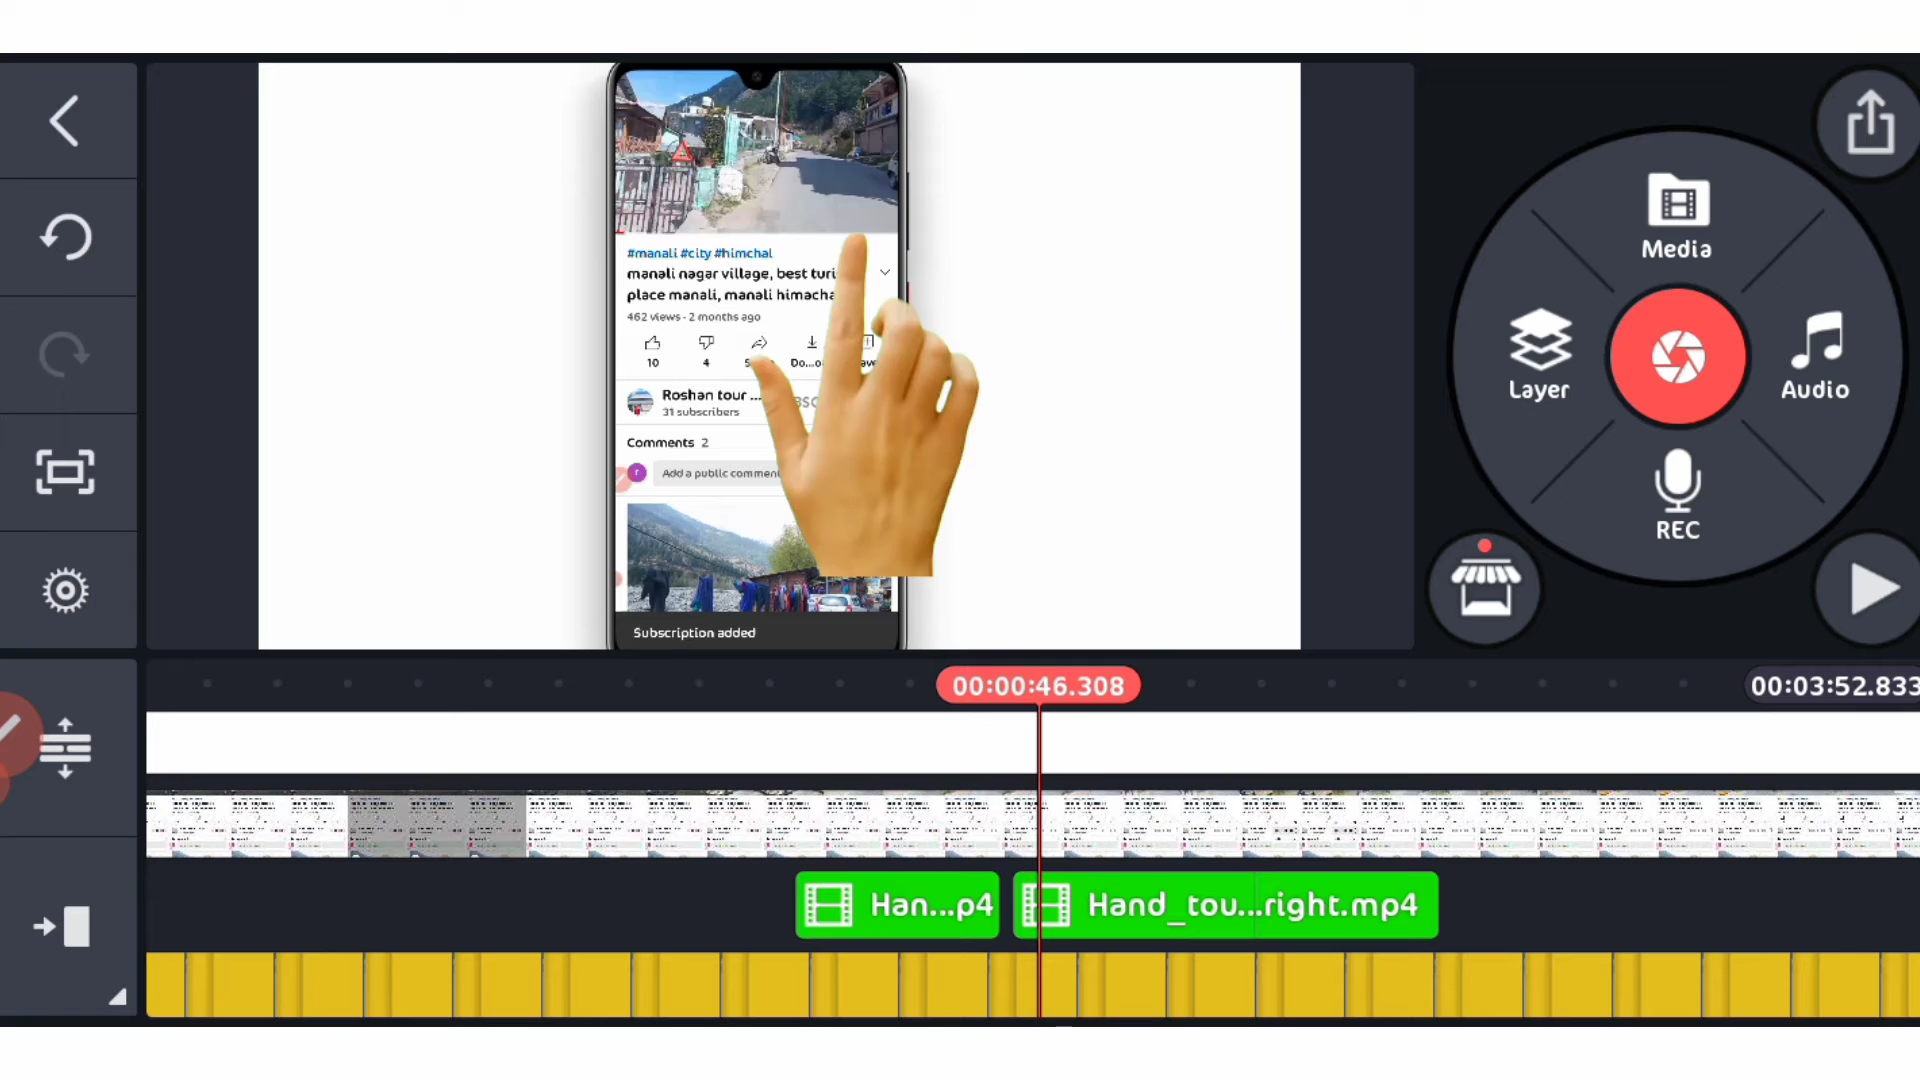 #manali #city #himchal
manali nagar village, best turi
place manali, manali himacha
462 views - 2 months ago
10
4
Do...o
Roshan tour ...
31 subscribers
Comments 2
r
Add a public commen
Subscription added
Media
Layer
Audio
REC
00:00:46.308
00:03:52.833
Han...p4
Hand_tou...right.mp4